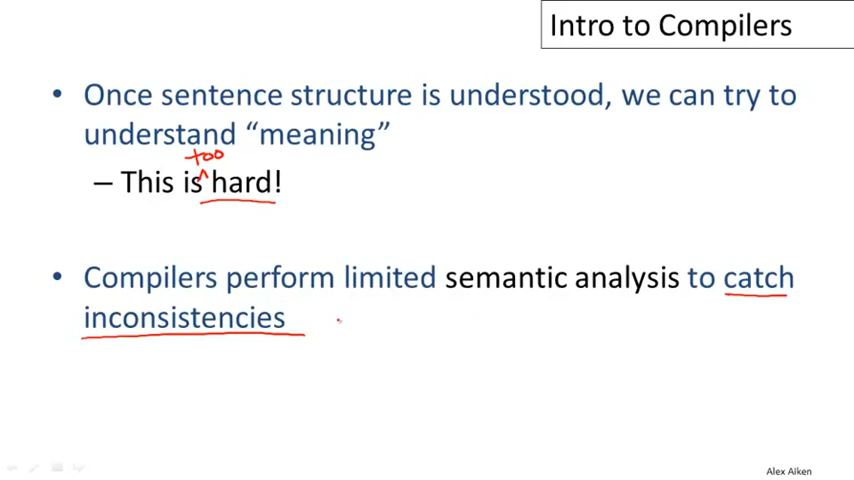 Intro to Compilers
• Once sentence structure is understood, we can try to
understand “meaning”
too
– This is hard!
• Compilers perform limited semantic analysis to catch
inconsistencies
Alex Aiken